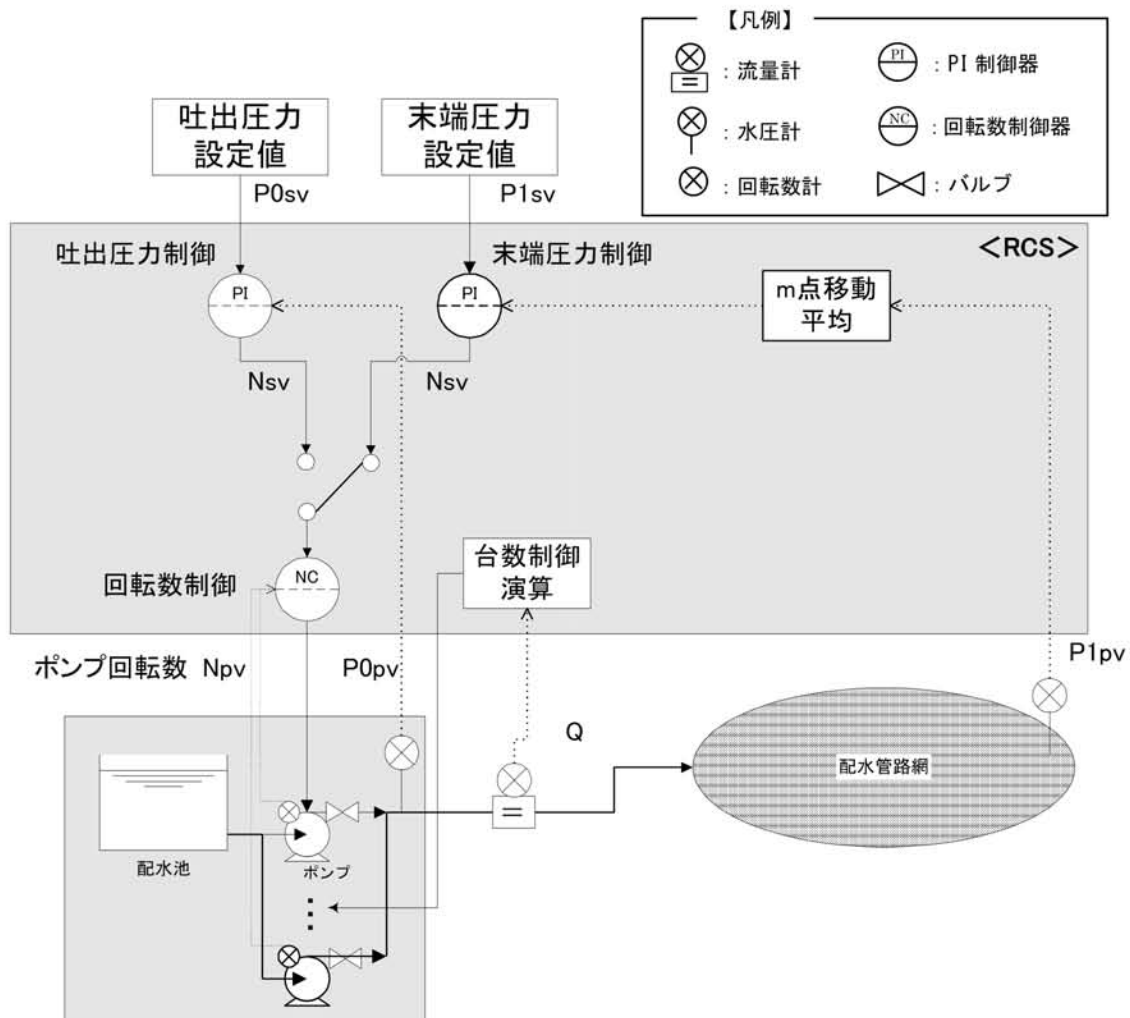 【凡例】
：流量計
PI
：PI 制御器
：水圧計
NC
：回転数制御器
：回転数計
：バルブ
吐出圧力
設定値
末端圧力
設定値
P0sv
P1sv
<RCS>
吐出圧力制御
末端圧力制御
PI
PI
m点移動
平均
Nsv
Nsv
回転数制御
NC
台数制御
演算
ポンプ回転数 Npv
P0pv
P1pv
Q
配水管路網
配水池
ポンプ